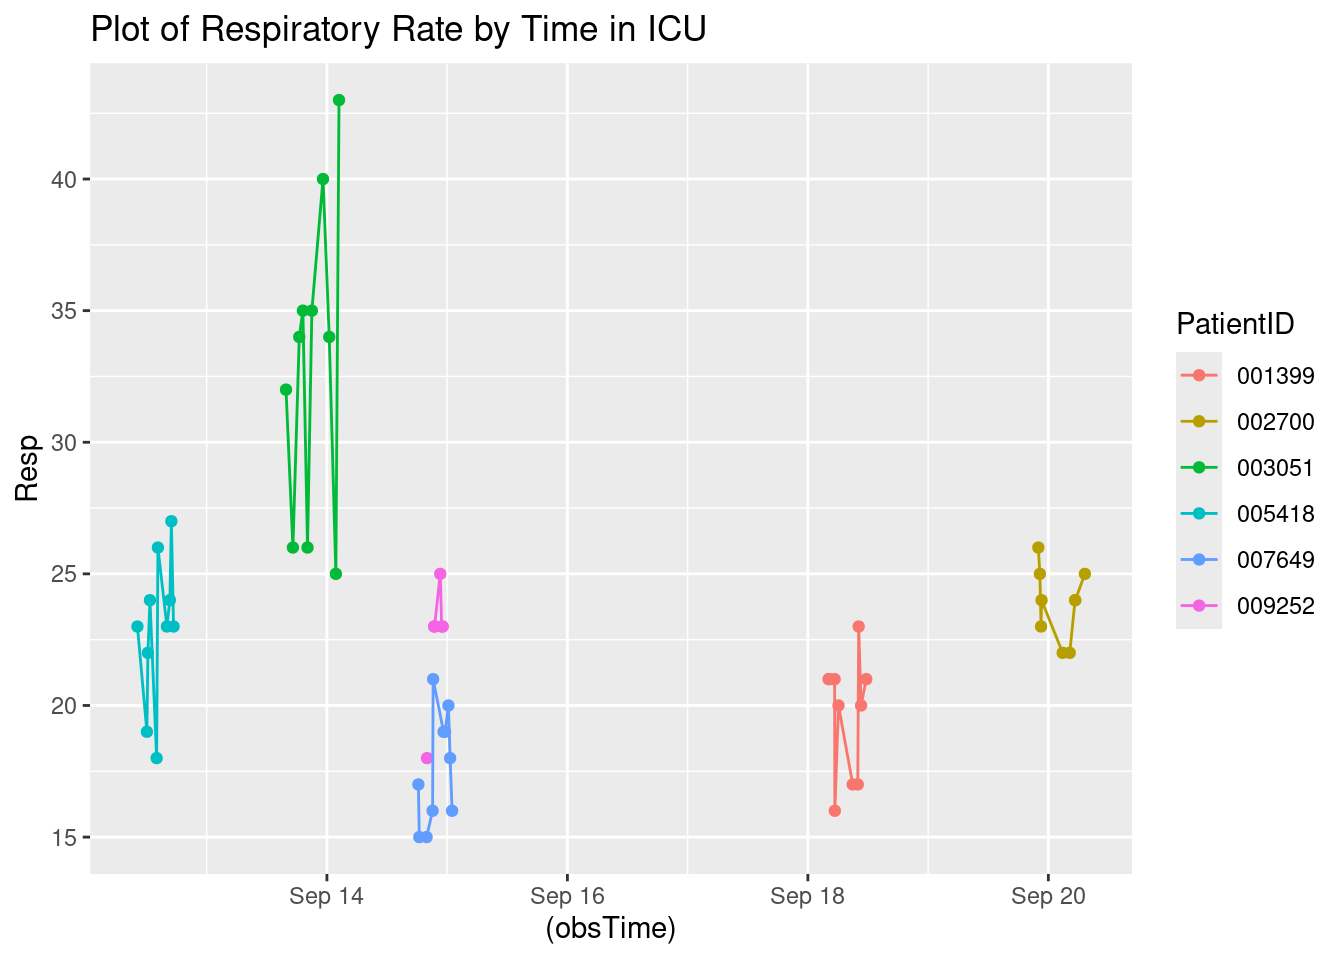 Plot of Respiratory Rate by Time in ICU
Resp
40
35
30
25
20
15
Sep 14
Sep 16
Sep 18
Sep 20
(obsTime)
PatientID
001399
002700
003051
005418
007649
009252